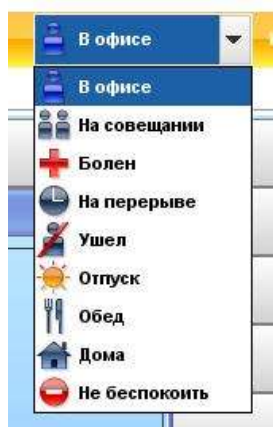 В офисе
В офисе
На совещании
Болен
На перерыве
Ушел
Отпуск
Обед
Дома
Не беспокоить